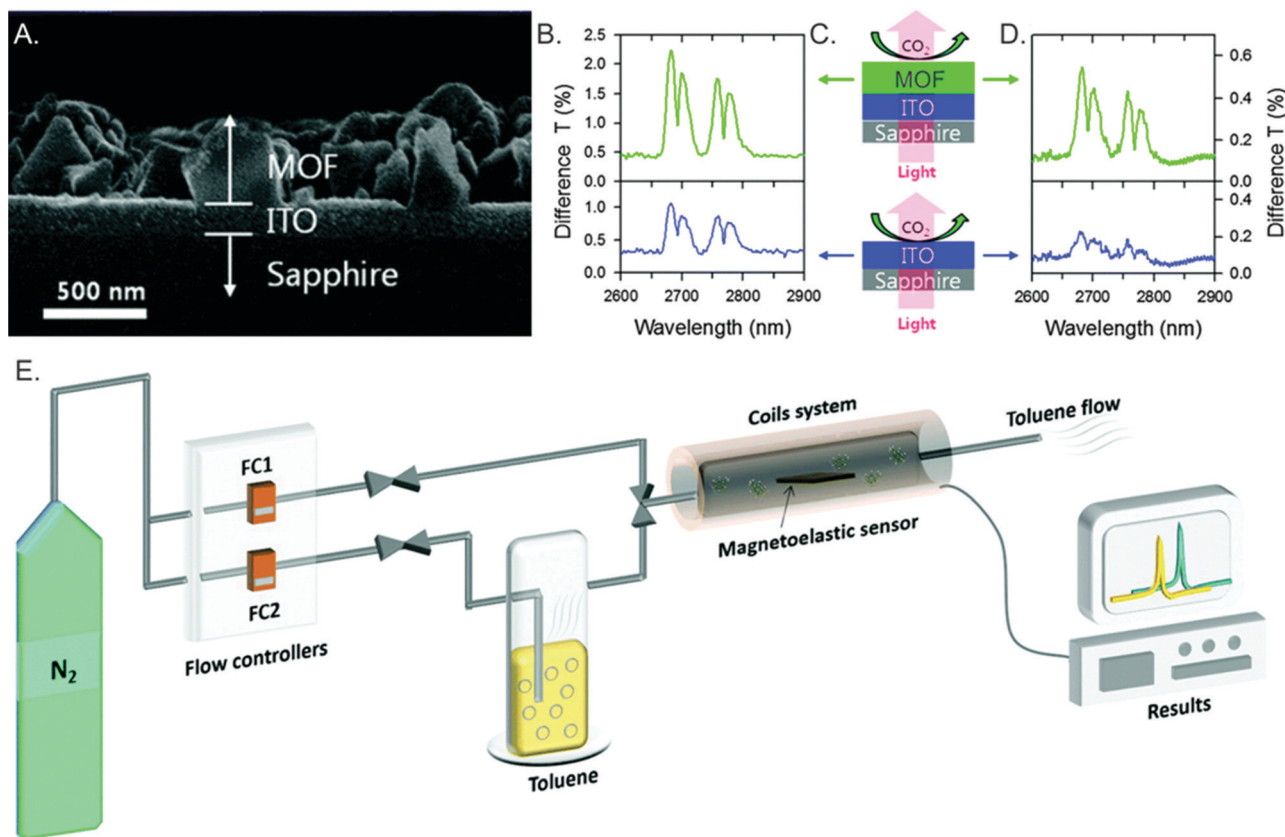 A.
MOF
ITO
Sapphire
500 nm
B.
Difference T (%)
2.5
2.0
1.5
1.0
0.5
0.0
1.0
0.5
0.0
2600 2700 2800 2900
Wavelength (nm)
C.
CO2
MOF
ITO
Sapphire
Light
CO2
ITO
Sapphire
Light
D.
0.6
0.4
0.2
0.0
0.4
0.2
0.0
Difference T (%)
2600 2700 2800 2900
Wavelength (nm)
E.
N2
FC1
FC2
Flow controllers
Toluene
Coils system
Magnetoelastic sensor
Toluene flow
Results